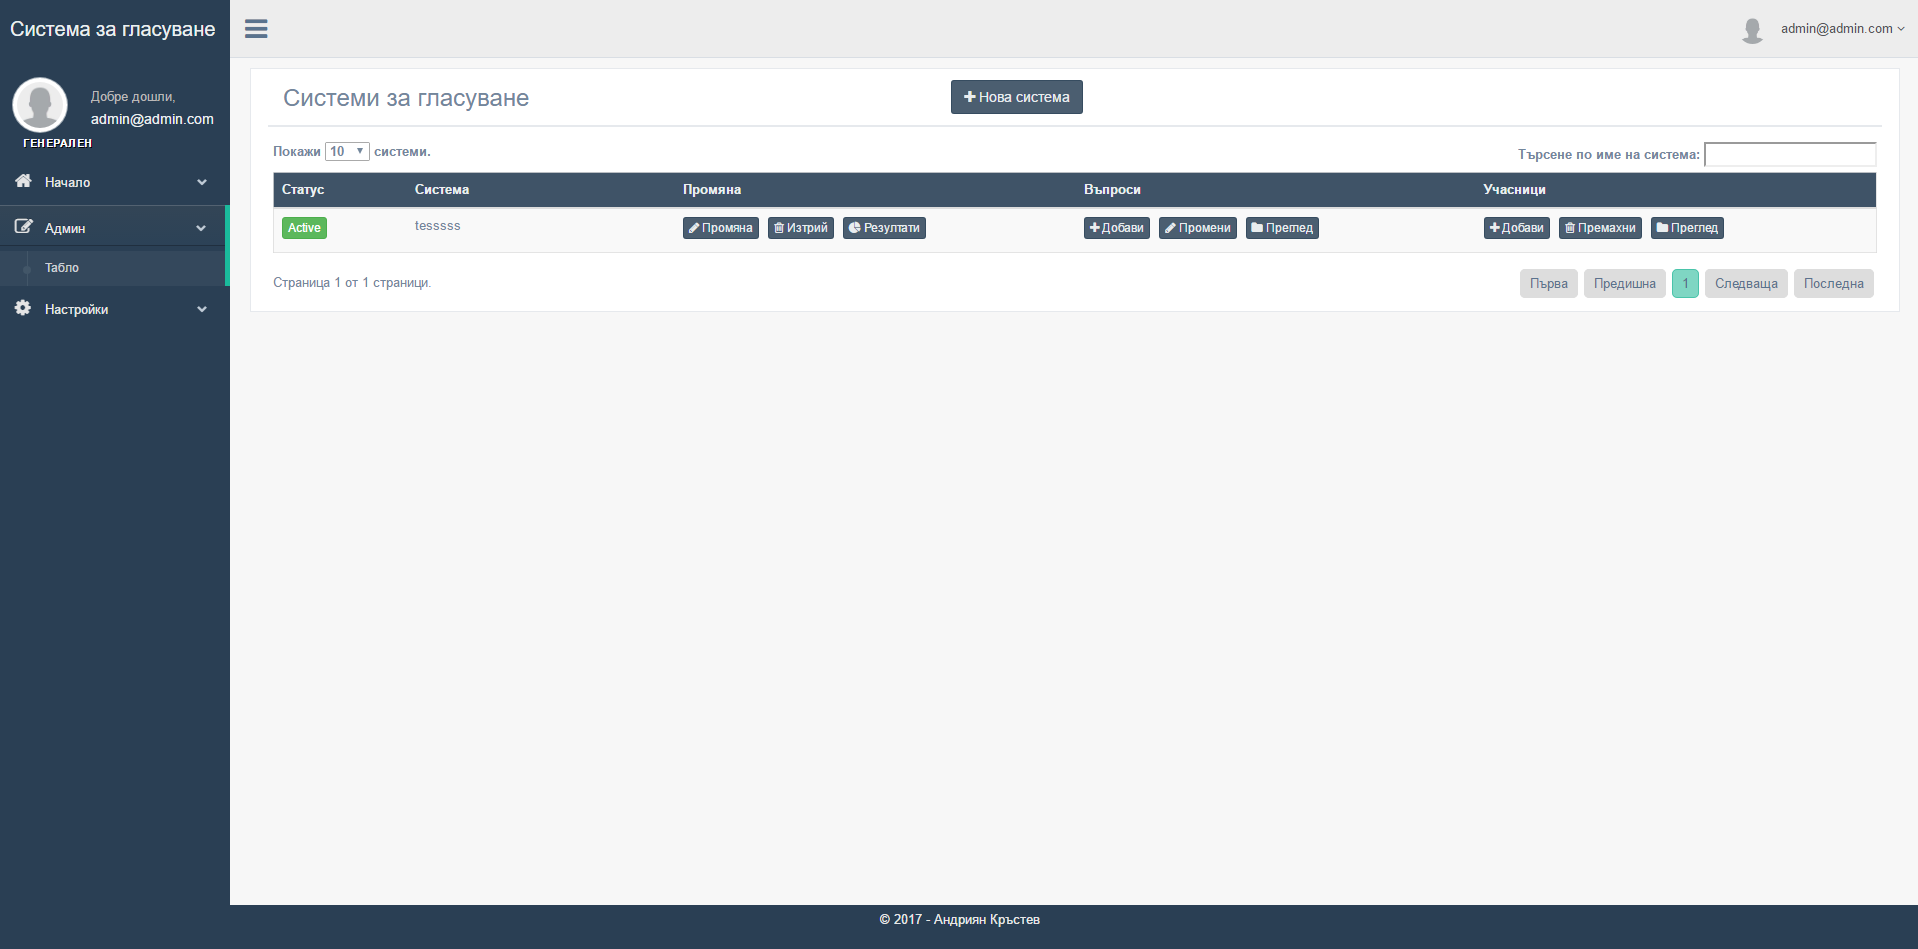 Система за гласуване
admin@admin.com
Добре дошли,
admin@admin.com
ГЕНЕРАЛЕН
Начало
Админ
Табло
Настройки
Системи за гласуване
Нова система
Покажи 10 системи.
Търсене по име на система:
Статус Система Промяна Въпроси Учасници
Active tesssss Промяна Изтрий Резултати Добави Промени Преглед Добави Премахни Преглед
Страница 1 от 1 страници.
Първа Предишна 1 Следваща Последна
© 2017 - Андриян Кръстев